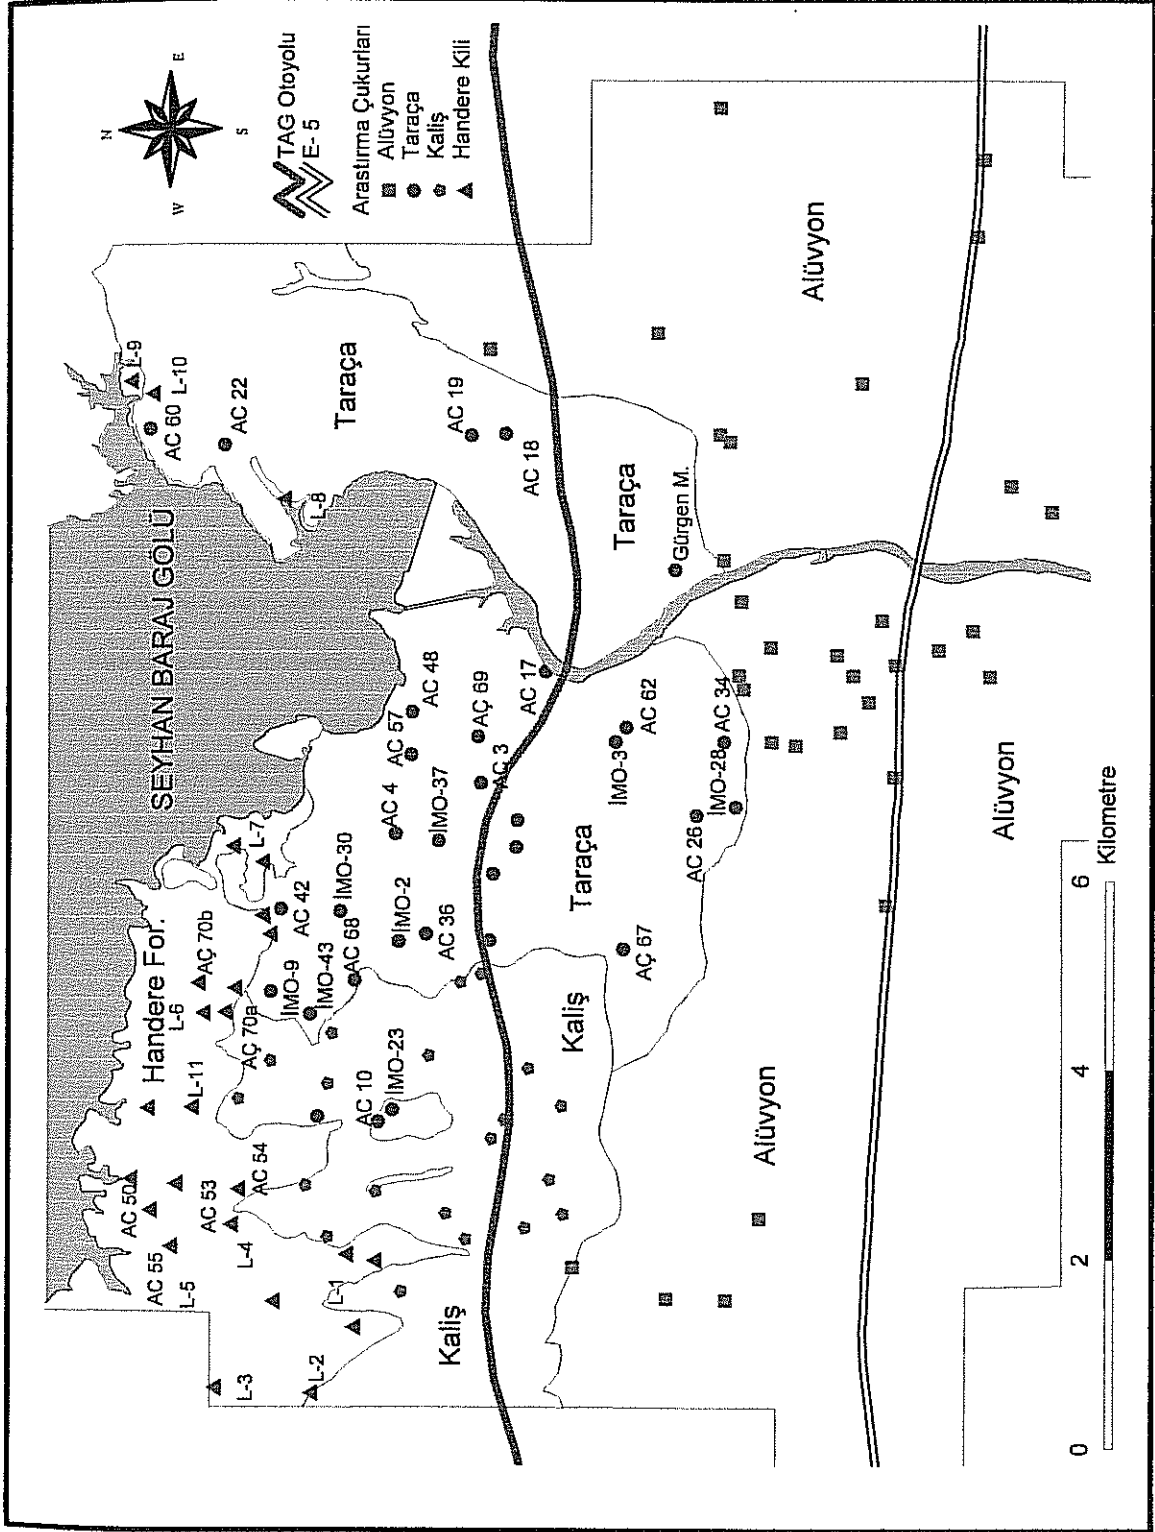 N
E
S
W
TAG Otoyolu
E- 5
Arastırma Çukurları
Alüvyon
Taraça
Kaliş
Handere Kili
SEYHAN BARAJ GÖLÜ
Handere For.
L-9
L-10
AC 60
AC 22
L-8
Taraça
AC 19
AC 18
Taraça
Gürgen M.
Alüvyon
AC 50
AC 55
L-5
AC 53
L-4
AC 54
L-11
L-6
AÇ 70b
AÇ 70a
L-7
AC 42
İMO-9
İMO-43
İMO-30
AC 68
İMO-2
AC 36
AC 4
İMO-37
AC 57
AC 48
AÇ 69
AC 3
AC 17
L-3
L-2
L-1
AC 10
İMO-23
Kaliş
Kaliş
Taraça
İMO-3
AC 62
AC 34
İMO-28
AC 26
AÇ 67
Alüvyon
Alüvyon
0
2
4
6
Kilometre